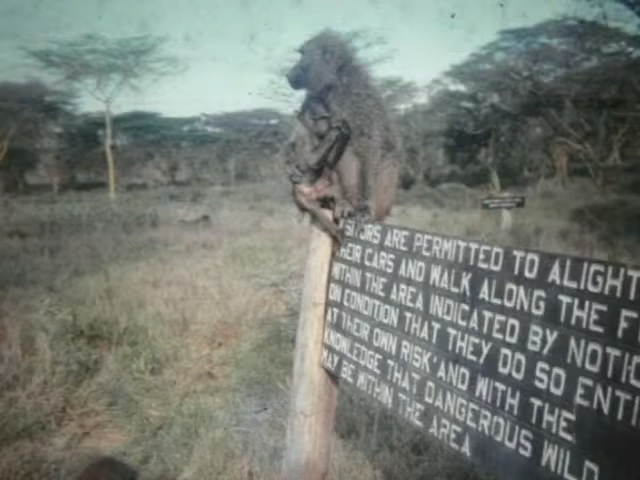 VISITORS ARE PERMITTED TO ALIGHT
THEIR CARS AND WALK ALONG THE F
WITHIN THE AREA INDICATED BY NOTIC
ON CONDITION THAT THEY DO SO ENTI
AT THEIR OWN RISK AND WITH THE
KNOWLEDGE THAT DANGEROUS WILD
MAY BE WITHIN THE AREA